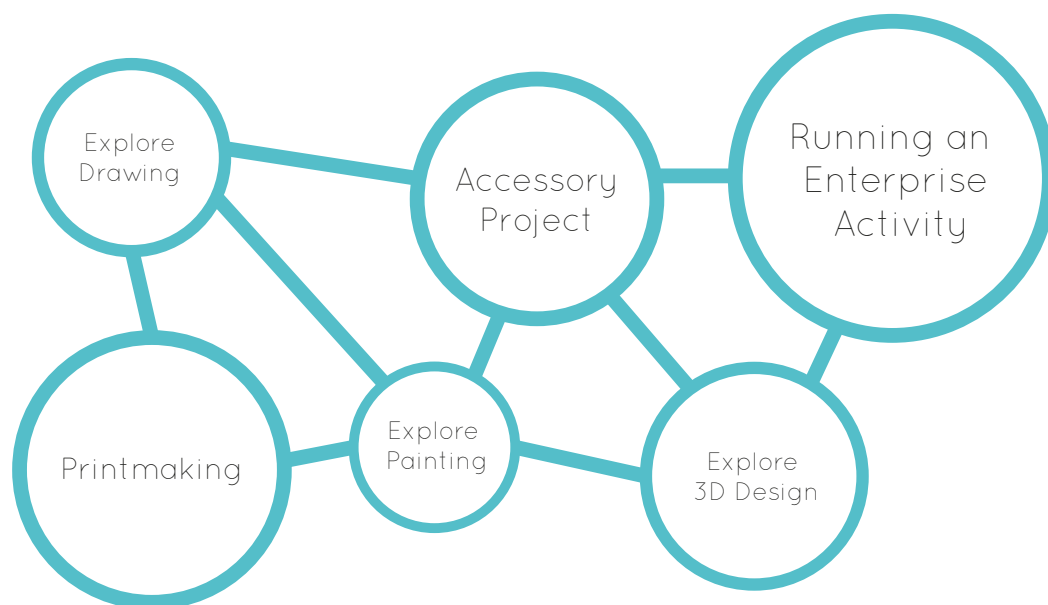 Explore
Drawing
Accessory
Project
Running an
Enterprise
Activity
Printmaking
Explore
Painting
Explore
3D Design